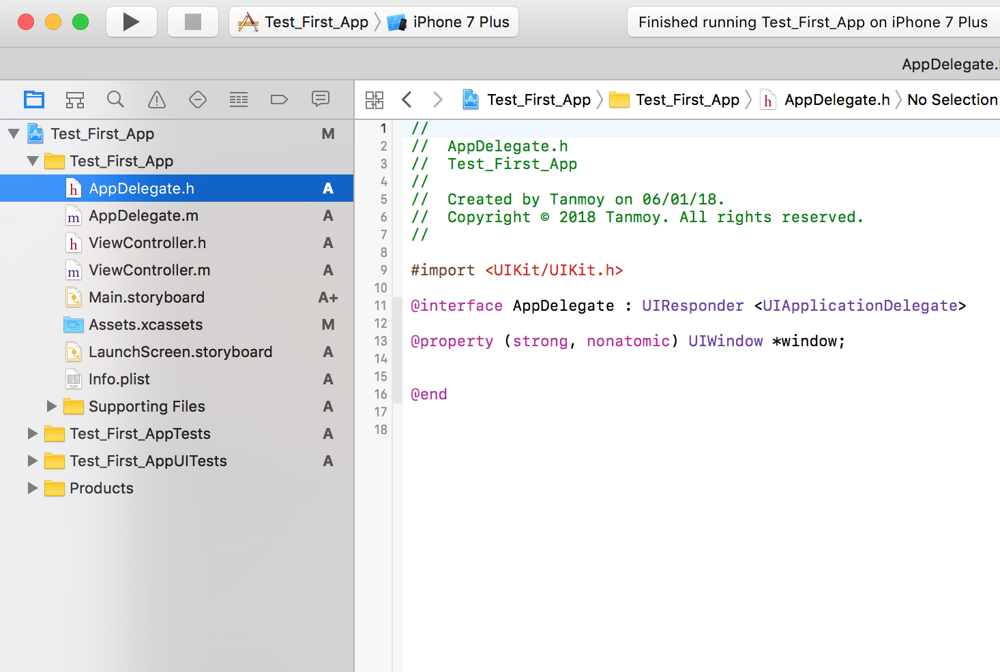 Test_First_App iPhone 7 Plus
Finished running Test_First_App on iPhone 7 Plus
AppDelegate.
Test_First_App Test_First_App h AppDelegate.h No Selection
Test_First_App M
Test_First_App
h AppDelegate.h A
m AppDelegate.m A
h ViewController.h A
m ViewController.m A
Main.storyboard A+
Assets.xcassets M
LaunchScreen.storyboard A
Info.plist A
Supporting Files A
Test_First_AppTests A
Test_First_AppUITests A
Products
1 //
2 //  AppDelegate.h
3 //  Test_First_App
4 //
5 //  Created by Tanmoy on 06/01/18.
6 //  Copyright © 2018 Tanmoy. All rights reserved.
7 //
8
9 #import <UIKit/UIKit.h>
10
11 @interface AppDelegate : UIResponder <UIApplicationDelegate>
12
13 @property (strong, nonatomic) UIWindow *window;
14
15
16 @end
17
18